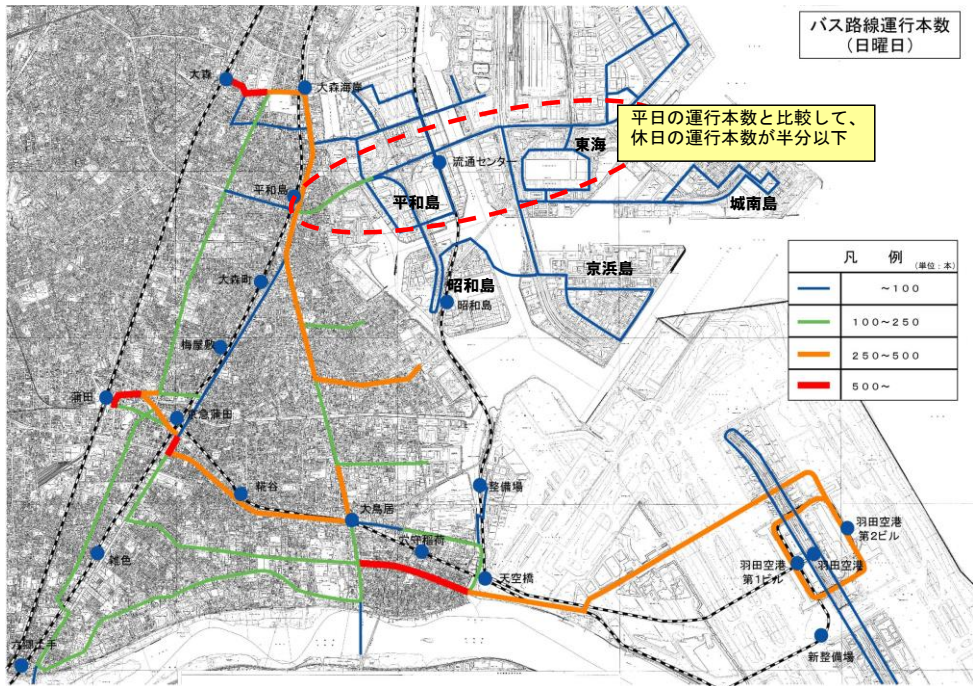 バス路線運行本数
(日曜日)
大森
大森海岸
平日の運行本数と比較して、
休日の運行本数が半分以下
東海
流通センター
平和島
平和島
城南島
凡 例
(単位：本)
～100
100～250
250～500
500～
京浜島
大森町
昭和島
昭和島
梅屋敷
蒲田
京急蒲田
糀谷
整備場
大鳥居
穴守稲荷
羽田空港
第2ビル
雑色
天空橋
羽田空港
第1ビル
羽田空港
六郷土手
新整備場